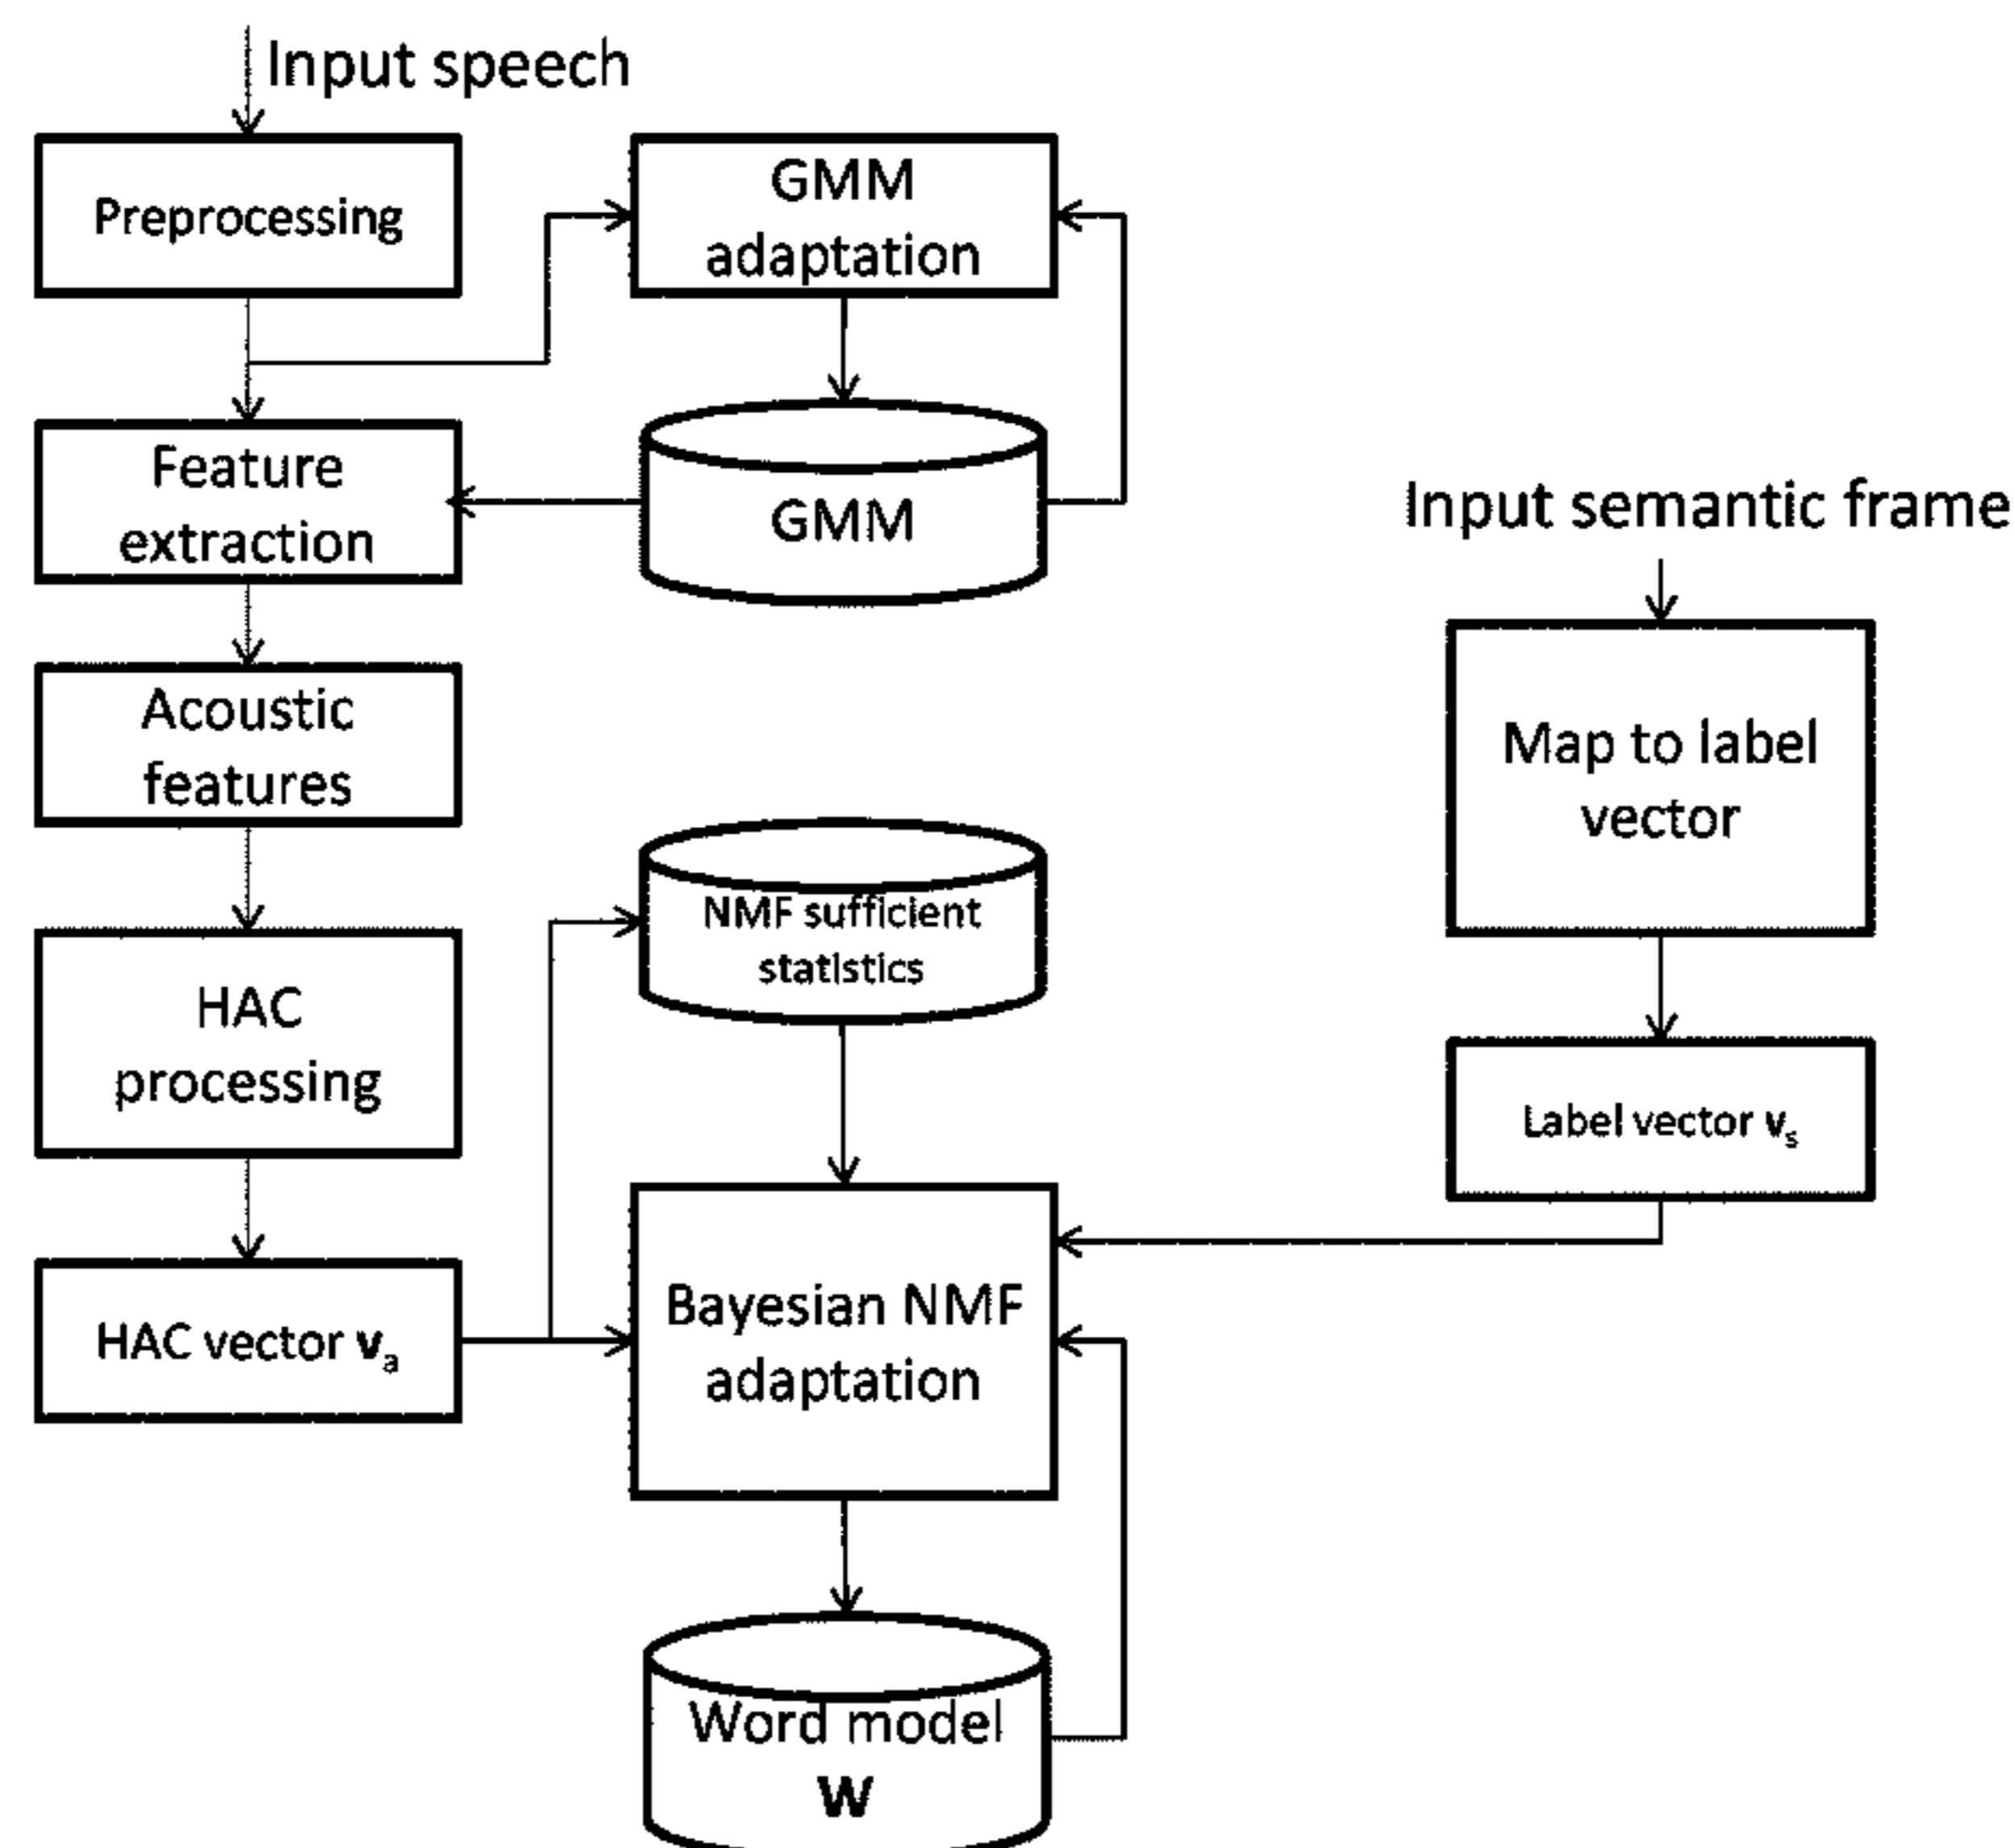 Input speech
Preprocessing
GMM
adaptation
Feature
extraction
GMM
Input semantic frame
Acoustic
features
Map to label
vector
NMF sufficient
statistics
HAC
processing
Label vector vs
HAC vector va
Bayesian NMF
adaptation
Word model
W